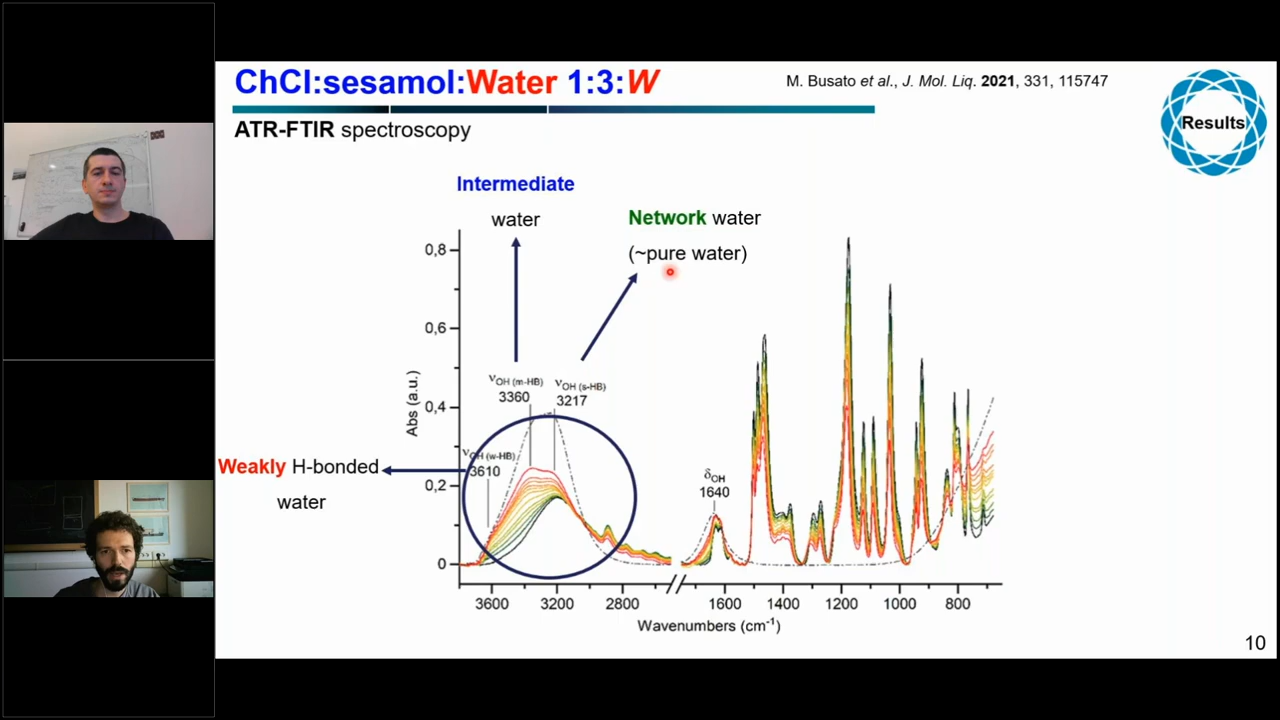 ChCl:sesamol:Water 1:3:W
M. Busato et al., J. Mol. Liq. 2021, 331, 115747
Results
ATR-FTIR spectroscopy
Intermediate
water
Network water
(~pure water)
0,8
0,6
0,4
0,2
0
Abs (a.u.)
νOH (m-HB)
3360
νOH (s-HB)
3217
νOH (w-HB)
3610
Weakly H-bonded
water
δOH
1640
3600 3200 2800 1600 1400 1200 1000 800
Wavenumbers (cm⁻¹)
10